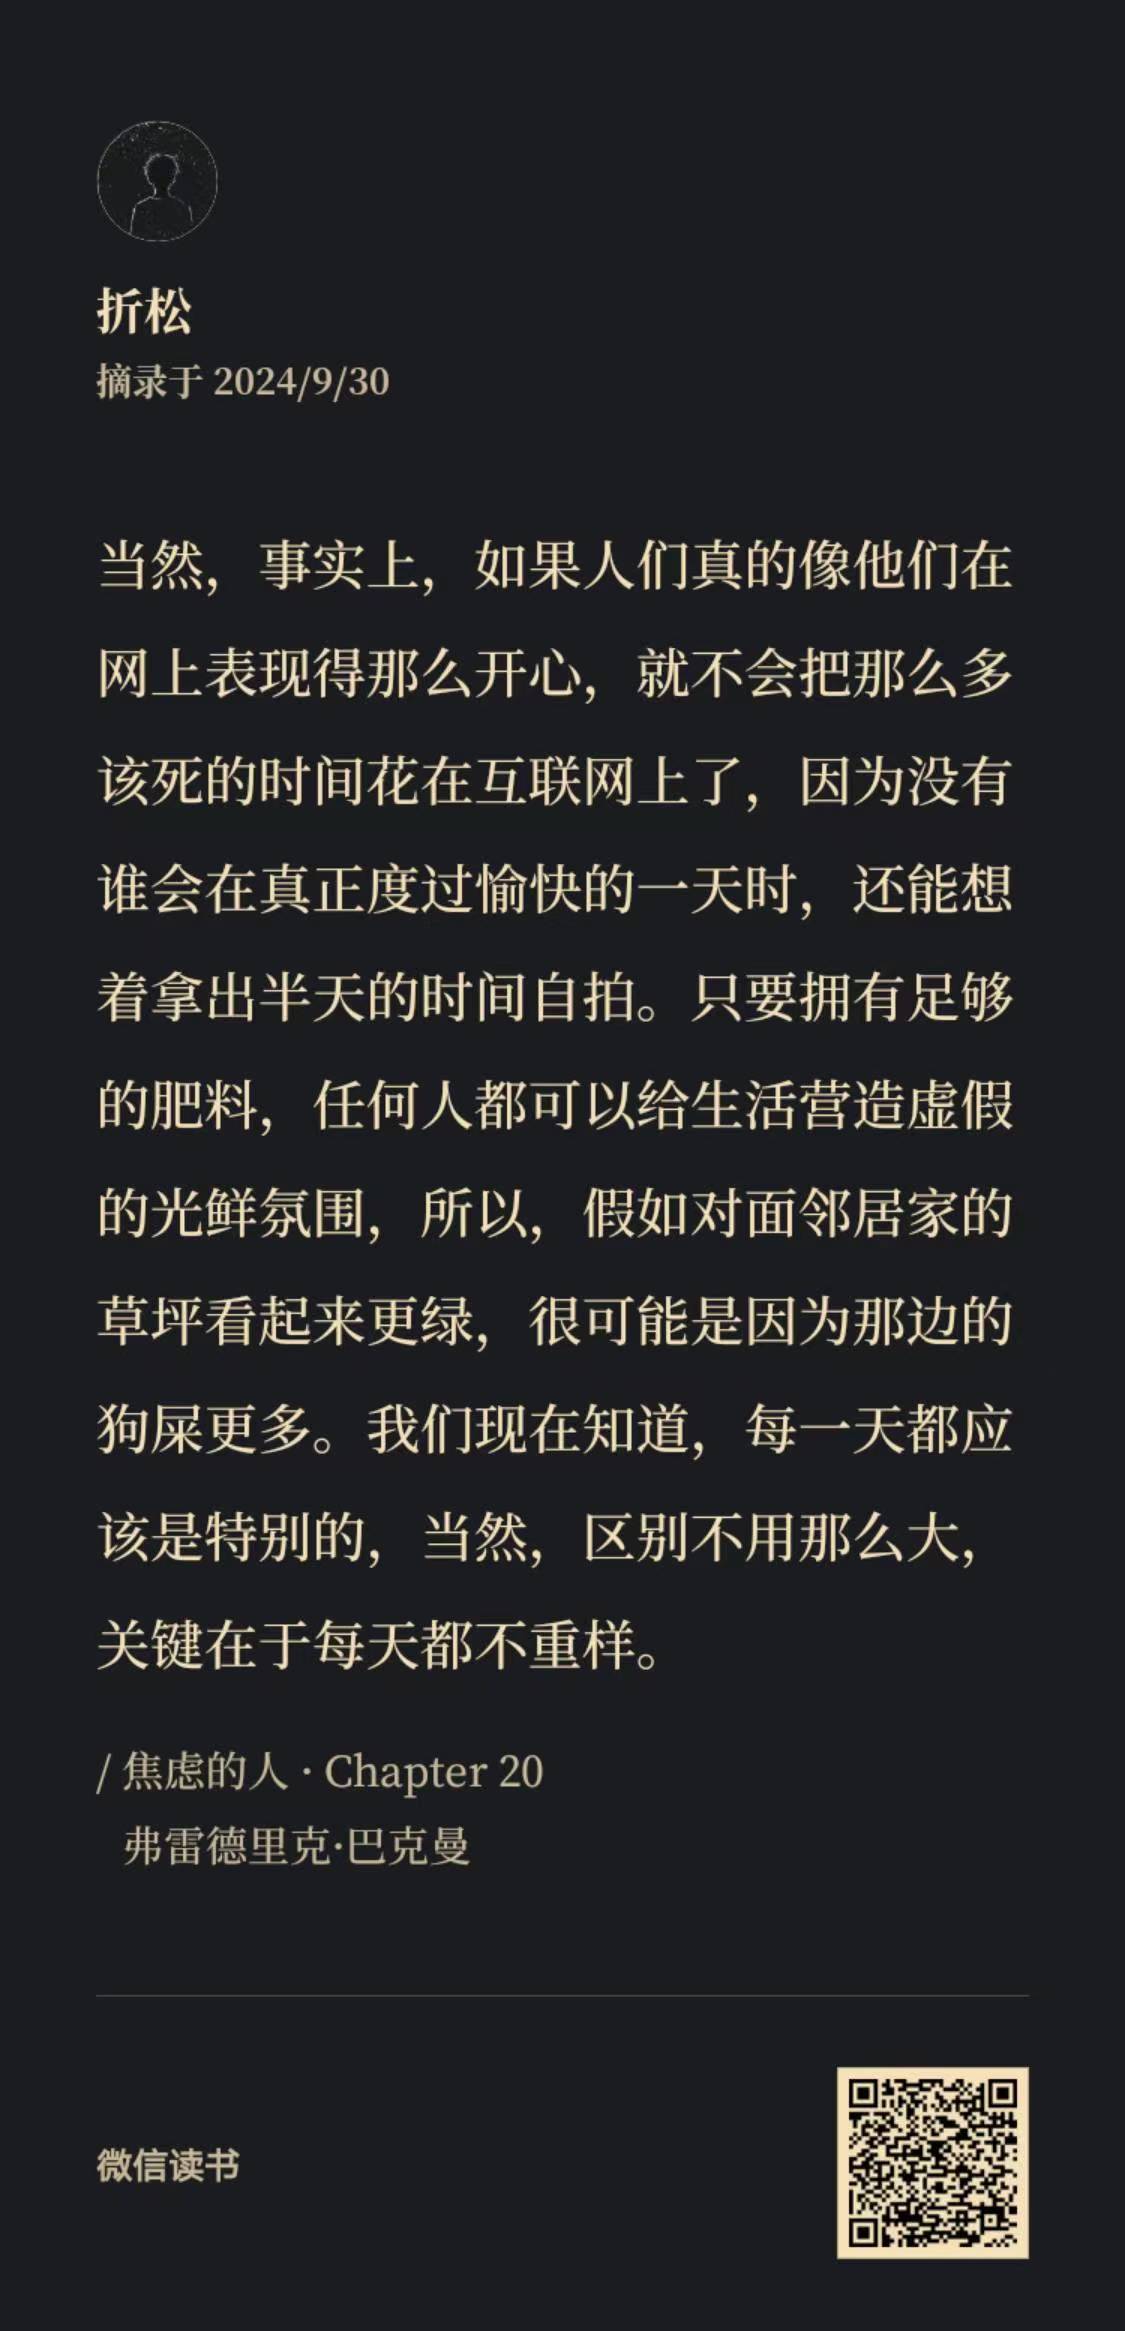 折松
摘录于 2024/9/30
当然，事实上，如果人们真的像他们在
网上表现得那么开心，就不会把那么多
该死的时间花在互联网上了，因为没有
谁会在真正度过愉快的一天时，还能想
着拿出半天的时间自拍。只要拥有足够
的肥料，任何人都可以给生活营造虚假
的光鲜氛围，所以，假如对面邻居家的
草坪看起来更绿，很可能是因为那边的
狗屎更多。我们现在知道，每一天都应
该是特别的，当然，区别不用那么大，
关键在于每天都不重样。
/ 焦虑的人 · Chapter 20
弗雷德里克·巴克曼
微信读书